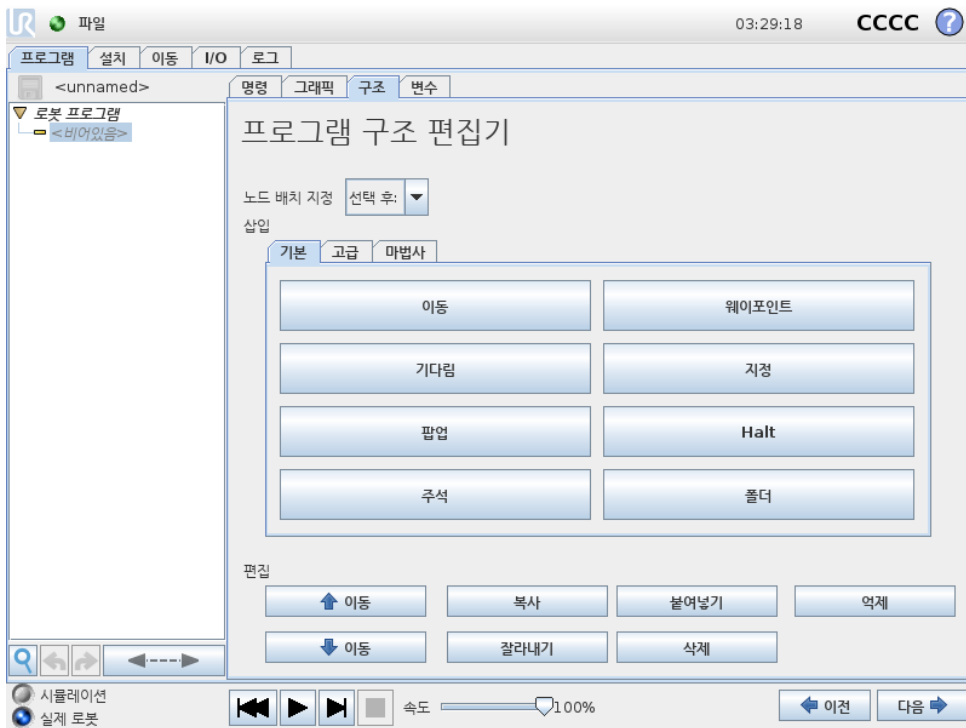 UR 파일 03:29:18 CCCC ?
프로그램 설치 이동 I/O 로그
<unnamed> 명령 그래픽 구조 변수
로봇 프로그램
<비어있음>
프로그램 구조 편집기
노드 배치 지정 선택 후:
삽입
기본 고급 마법사
이동 웨이포인트
기다림 지정
팝업 Halt
주석 폴더
편집
이동 복사 붙여넣기 억제
이동 잘라내기 삭제
시뮬레이션
실제 로봇
속도 100% 이전 다음